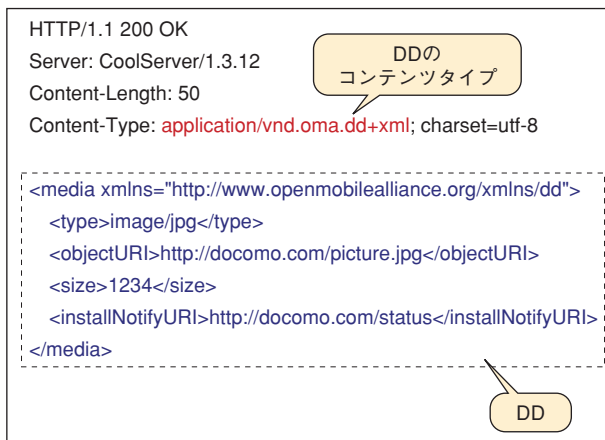 HTTP/1.1 200 OK
Server: CoolServer/1.3.12
Content-Length: 50
Content-Type: application/vnd.oma.dd+xml; charset=utf-8
DDの
コンテンツタイプ
<media xmlns="http://www.openmobilealliance.org/xmlns/dd">
<type>image/jpg</type>
<objectURI>http://docomo.com/picture.jpg</objectURI>
<size>1234</size>
<installNotifyURI>http://docomo.com/status</installNotifyURI>
</media>
DD